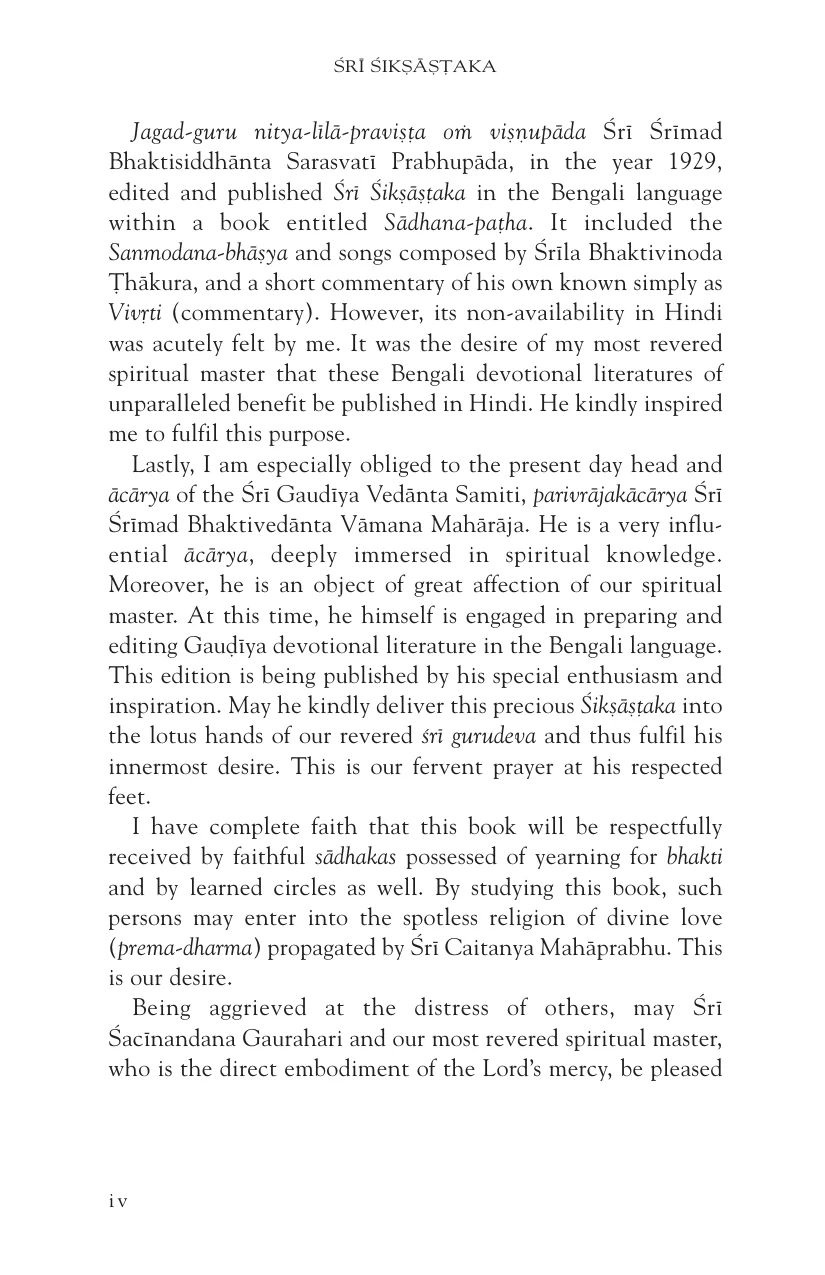 ŚRĪ ŚIKṢĀṢṬAKA
Jagad-guru nitya-līlā-praviṣṭa oṁ viṣṇupāda Śrī Śrīmad
Bhaktisiddhānta Sarasvatī Prabhupāda, in the year 1929,
edited and published Śrī Śikṣāṣṭaka in the Bengali language
within a book entitled Sādhana-paṭha. It included the
Sanmodana-bhāṣya and songs composed by Śrīla Bhaktivinoda
Ṭhākura, and a short commentary of his own known simply as
Vivṛti (commentary). However, its non-availability in Hindi
was acutely felt by me. It was the desire of my most revered
spiritual master that these Bengali devotional literatures of
unparalleled benefit be published in Hindi. He kindly inspired
me to fulfil this purpose.
Lastly, I am especially obliged to the present day head and
ācārya of the Śrī Gaudīya Vedānta Samiti, parivrājakācārya Śrī
Śrīmad Bhaktivedānta Vāmana Mahārāja. He is a very influ-
ential ācārya, deeply immersed in spiritual knowledge.
Moreover, he is an object of great affection of our spiritual
master. At this time, he himself is engaged in preparing and
editing Gauḍīya devotional literature in the Bengali language.
This edition is being published by his special enthusiasm and
inspiration. May he kindly deliver this precious Śikṣāṣṭaka into
the lotus hands of our revered śrī gurudeva and thus fulfil his
innermost desire. This is our fervent prayer at his respected
feet.
I have complete faith that this book will be respectfully
received by faithful sādhakas possessed of yearning for bhakti
and by learned circles as well. By studying this book, such
persons may enter into the spotless religion of divine love
(prema-dharma) propagated by Śrī Caitanya Mahāprabhu. This
is our desire.
Being aggrieved at the distress of others, may Śrī
Śacīnandana Gaurahari and our most revered spiritual master,
who is the direct embodiment of the Lord's mercy, be pleased
iv